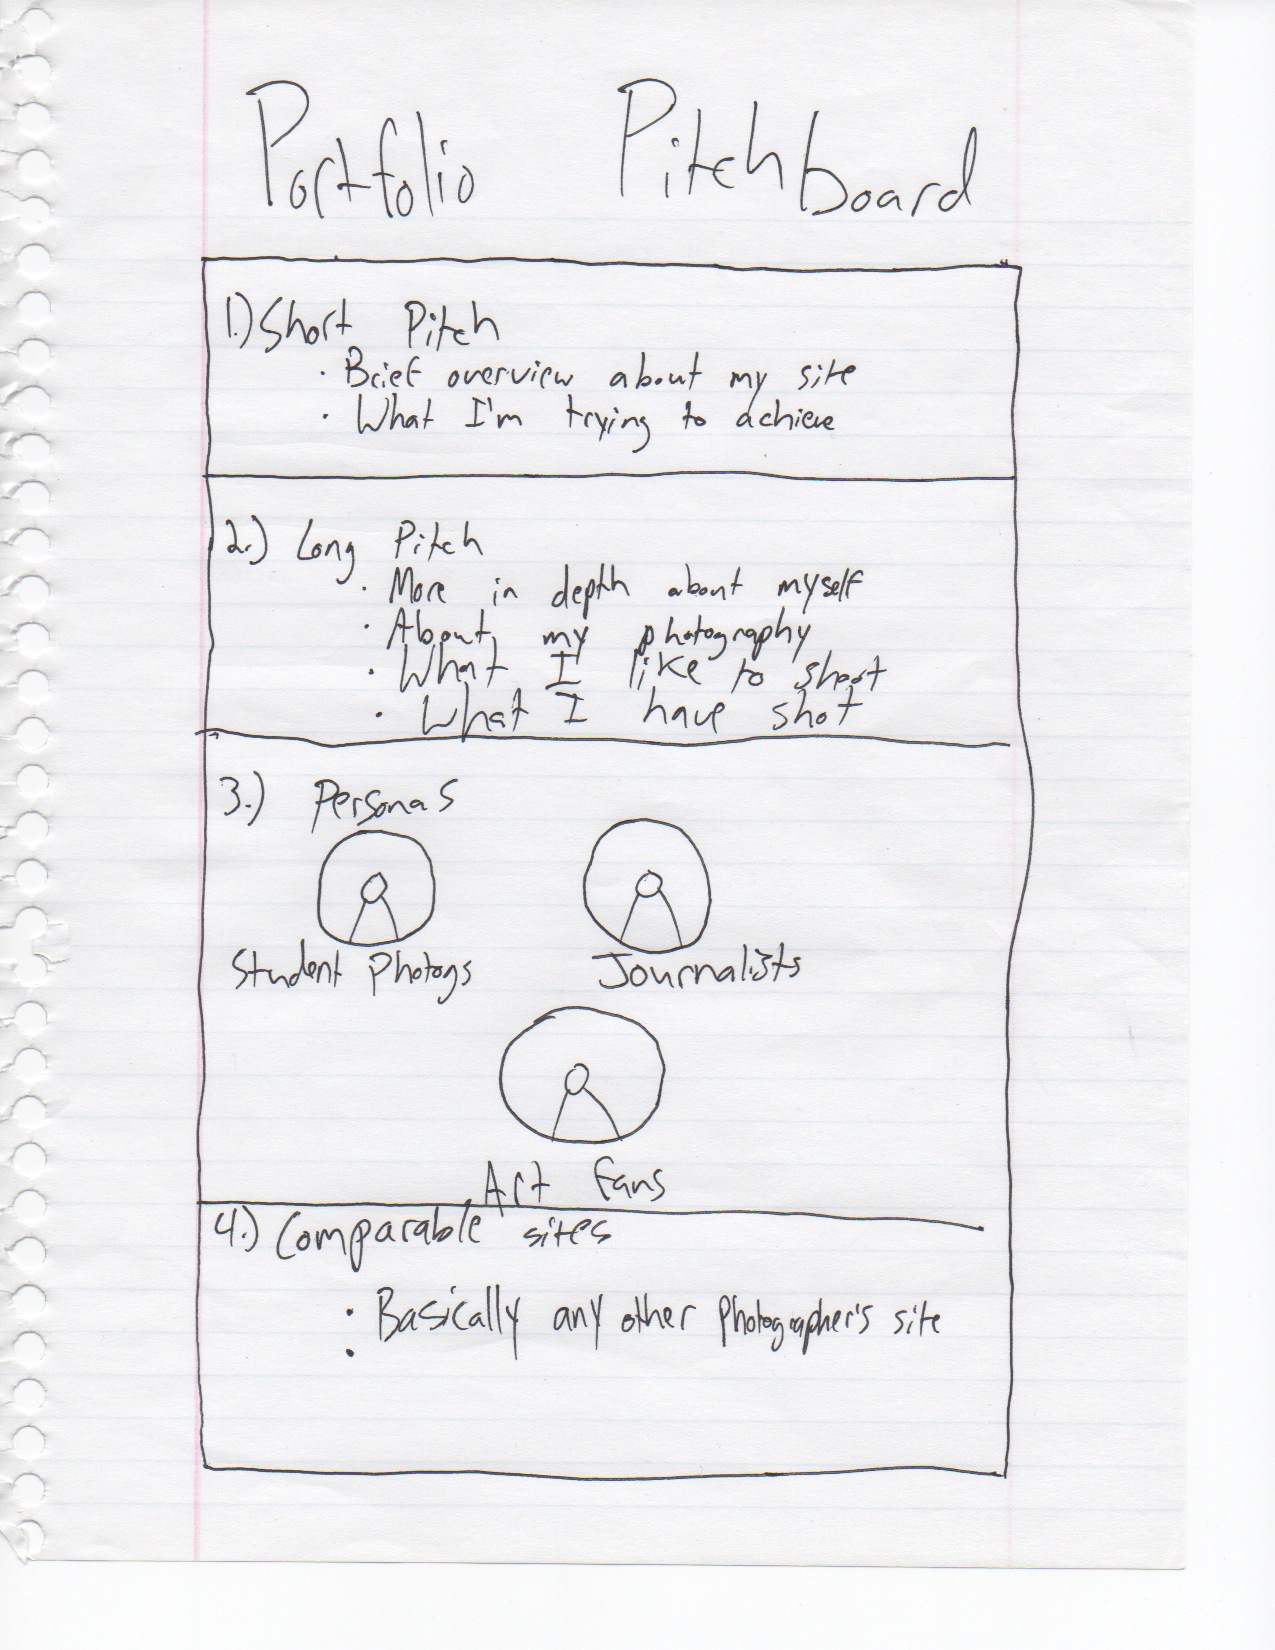 Portfolio Pitchboard
1.) Short Pitch
· Brief overview about my site
· What I'm trying to achieve
2.) Long Pitch
· More in depth about myself
· About my photography
· What I like to shoot
· What I have shot
3.) Personas
Student Photogs Journalists
Art Fans
4.) Comparable sites
· Basically any other photographer's site
·